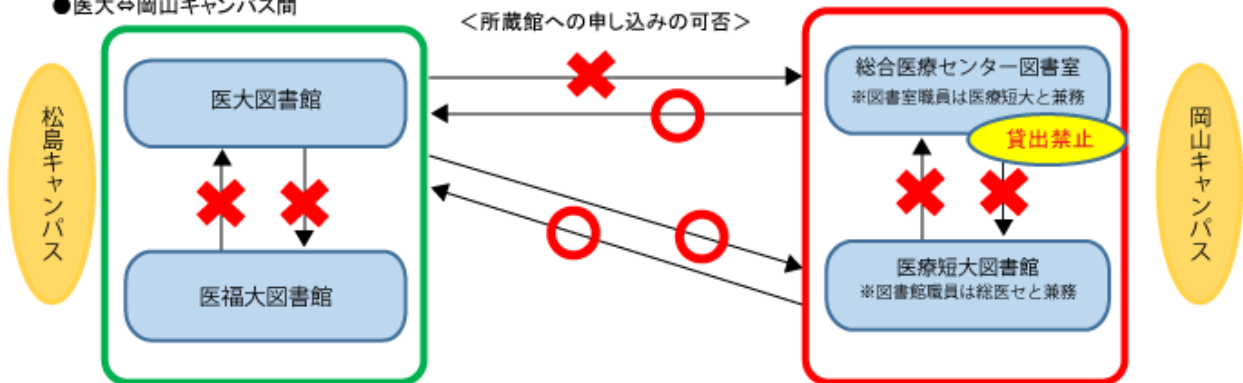 ●医大⇔岡山キャンパス間
＜所蔵館への申し込みの可否＞
松島キャンパス
医大図書館
医福大図書館
総合医療センター図書室
※図書室職員は医療短大と兼務
貸出禁止
医療短大図書館
※図書館職員は総医セと兼務
岡山キャンパス